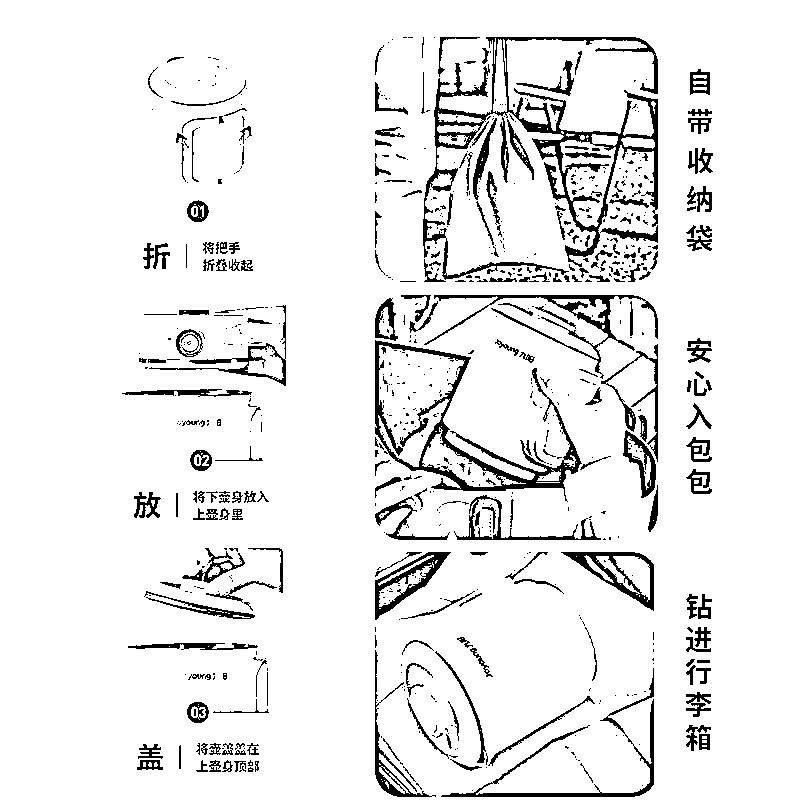 01
折
将把手
折叠收起
02
放
将下壶身放入
上壶身里
03
盖
将壶盖盖在
上壶身顶部
自带收纳袋
安心入包包
钻进行李箱